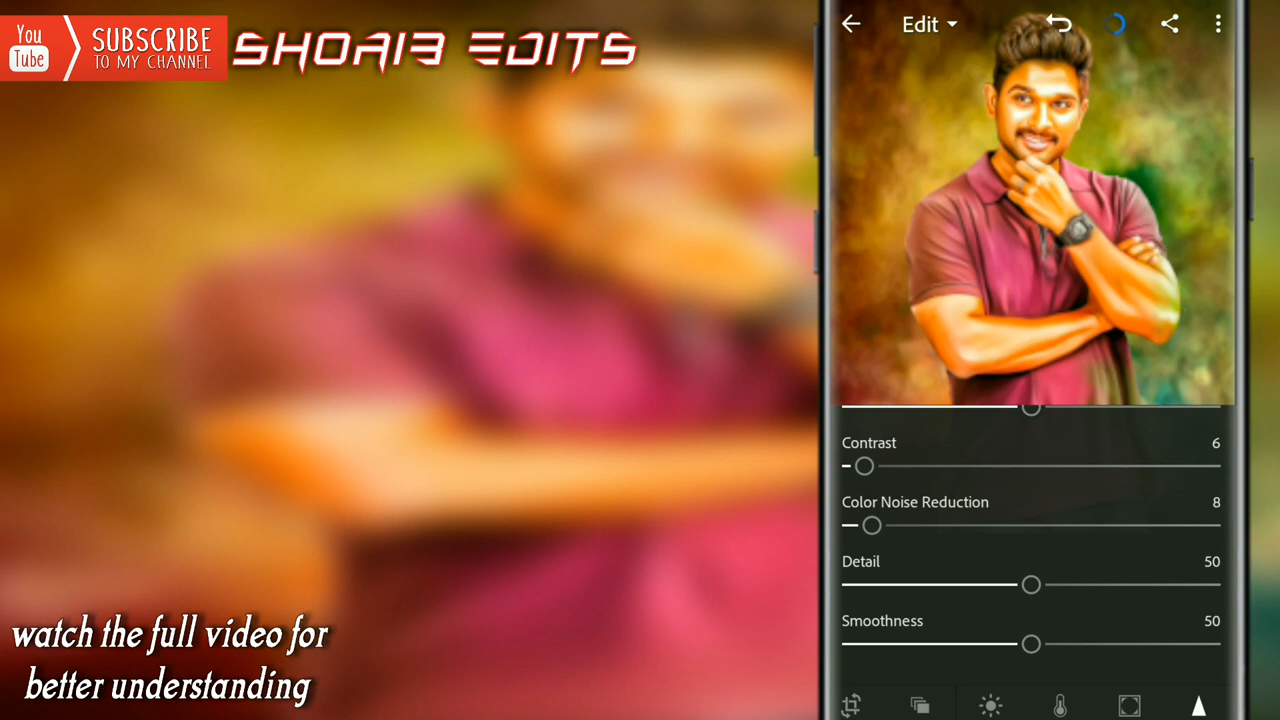 You
Tube
SUBSCRIBE
TO MY CHANNEL
SHOAIB EDITS
Edit
Contrast 6
Color Noise Reduction 8
Detail 50
Smoothness 50
watch the full video for
better understanding